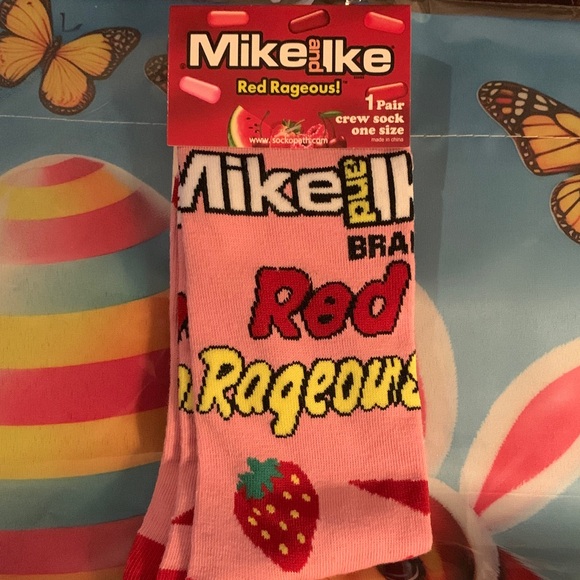 Mike and Ike
Red Rageous!
1 Pair
crew sock
one size
made in china
www.sockopath.com
Mike and
BRA
Red
Rageous